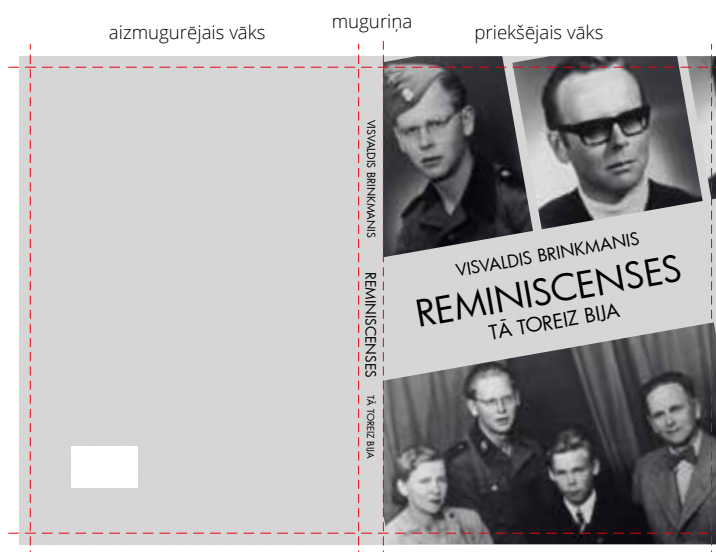 aizmugurējais vāks
muguriņa
priekšējais vāks
VISVALDIS BRINKMANIS
REMINISCENSES
TĀ TOREIZ BIJA
VISVALDIS BRINKMANIS
REMINISCENSES
TĀ TOREIZ BIJA